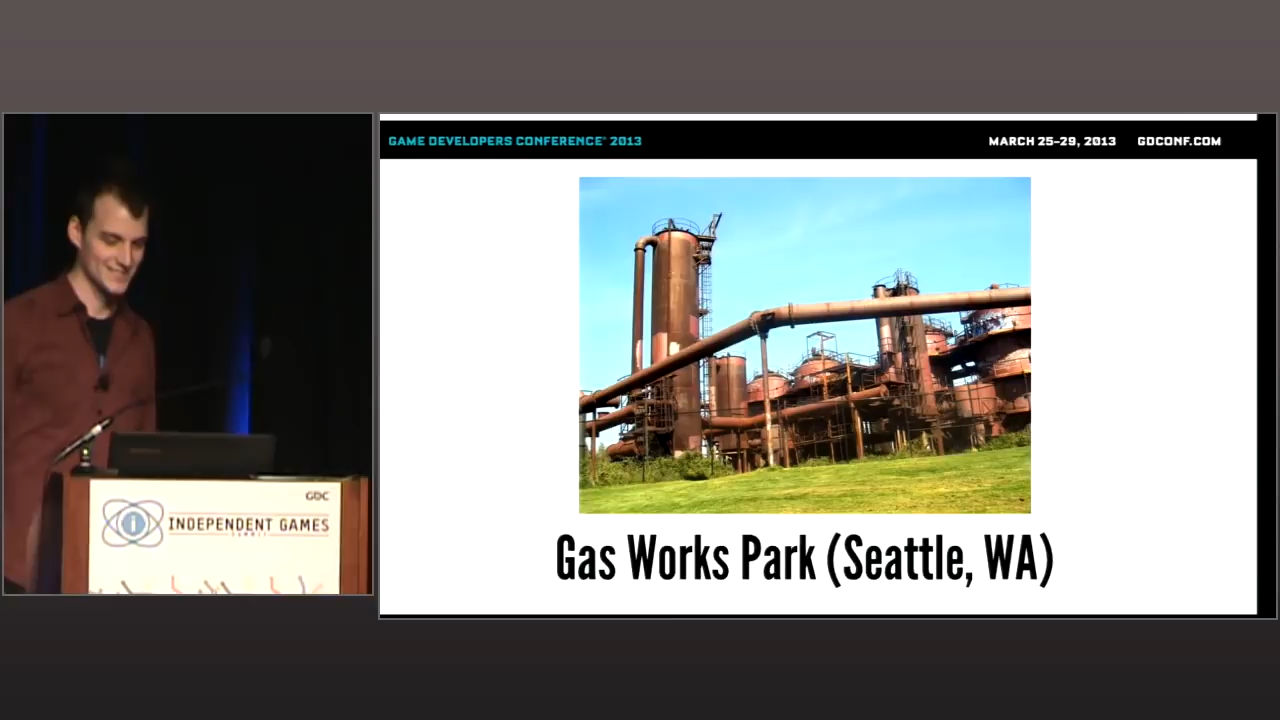 GAME DEVELOPERS CONFERENCE® 2013
MARCH 25-29, 2013
GDCONF.COM
GDC
i
INDEPENDENT GAMES
SUMMIT
Gas Works Park (Seattle, WA)